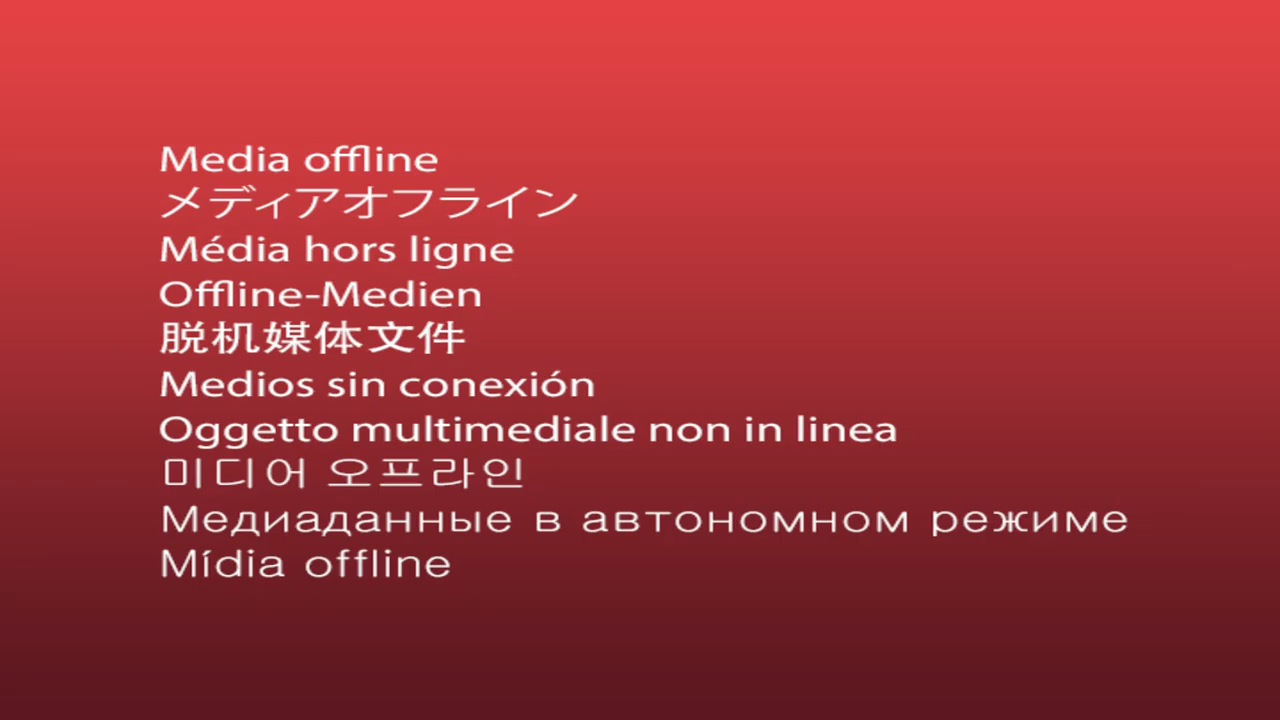 Media offline
メディアオフライン
Média hors ligne
Offline-Medien
脱机媒体文件
Medios sin conexión
Oggetto multimediale non in linea
미디어 오프라인
Медиаданные в автономном режиме
Mídia offline